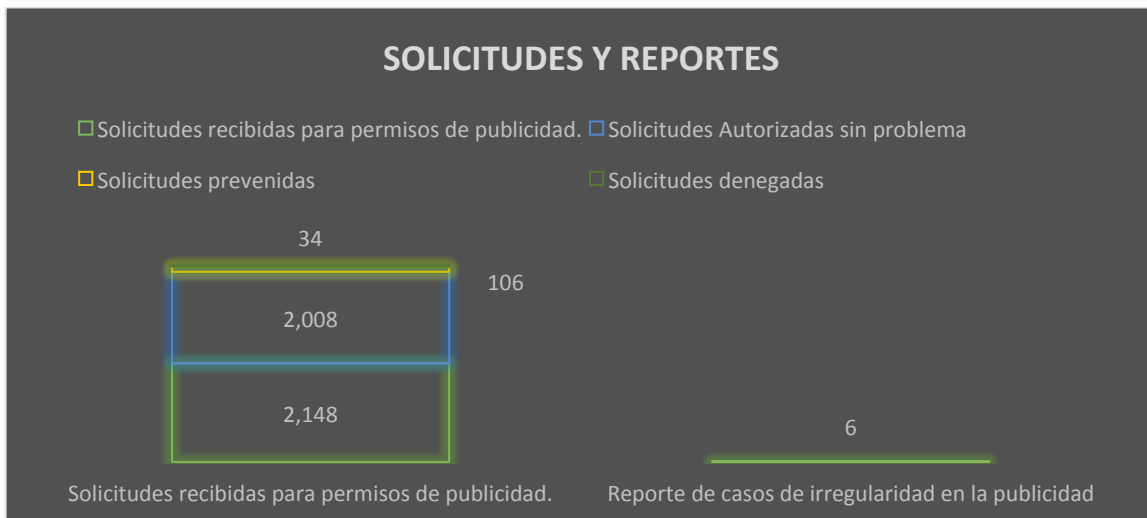 SOLICITUDES Y REPORTES
Solicitudes recibidas para permisos de publicidad.
Solicitudes Autorizadas sin problema
Solicitudes prevenidas
Solicitudes denegadas
34
106
2,008
2,148
6
Solicitudes recibidas para permisos de publicidad.
Reporte de casos de irregularidad en la publicidad